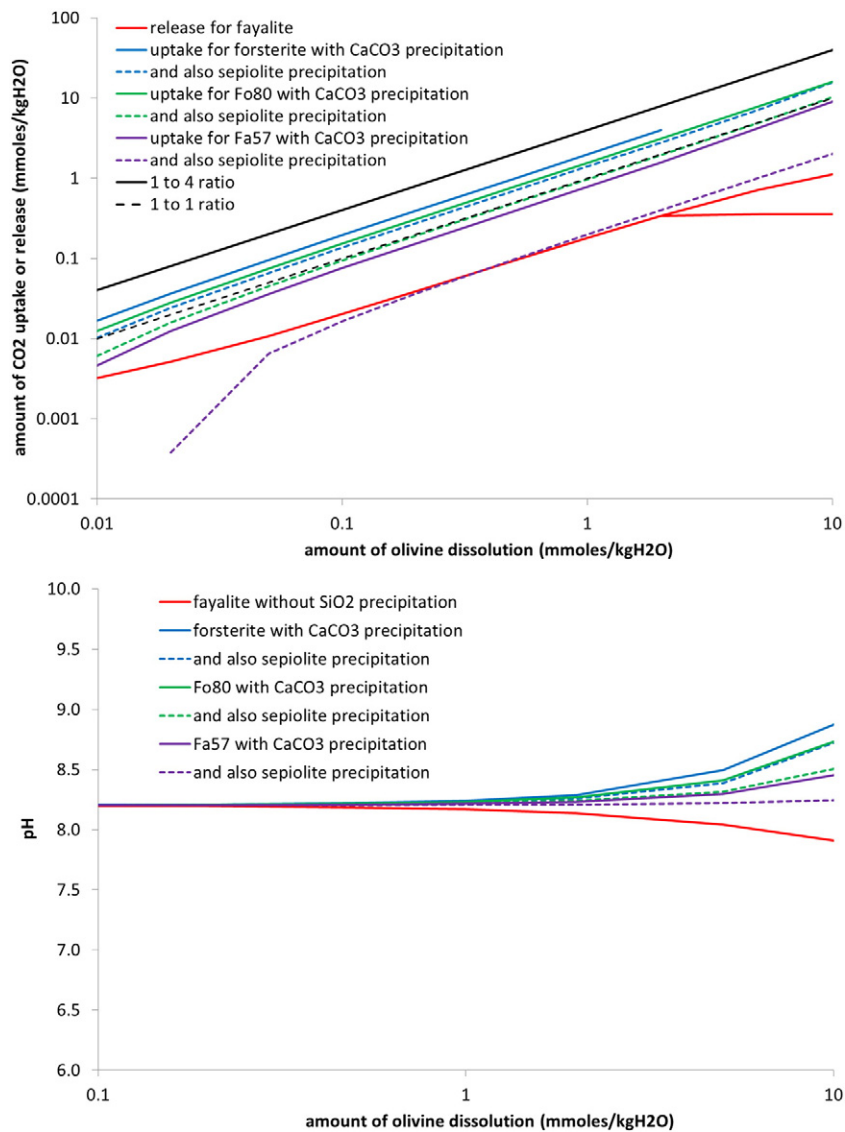 100
10
1
0.1
0.01
0.001
0.0001
amount of CO2 uptake or release (mmoles/kgH2O)
release for fayalite
uptake for forsterite with CaCO3 precipitation
and also sepiolite precipitation
uptake for Fo80 with CaCO3 precipitation
and also sepiolite precipitation
uptake for Fa57 with CaCO3 precipitation
and also sepiolite precipitation
1 to 4 ratio
1 to 1 ratio
0.01 0.1 1 10
amount of olivine dissolution (mmoles/kgH2O)
10.0
9.5
9.0
8.5
8.0
7.5
7.0
6.5
6.0
pH
fayalite without SiO2 precipitation
forsterite with CaCO3 precipitation
and also sepiolite precipitation
Fo80 with CaCO3 precipitation
and also sepiolite precipitation
Fa57 with CaCO3 precipitation
and also sepiolite precipitation
0.1 1 10
amount of olivine dissolution (mmoles/kgH2O)